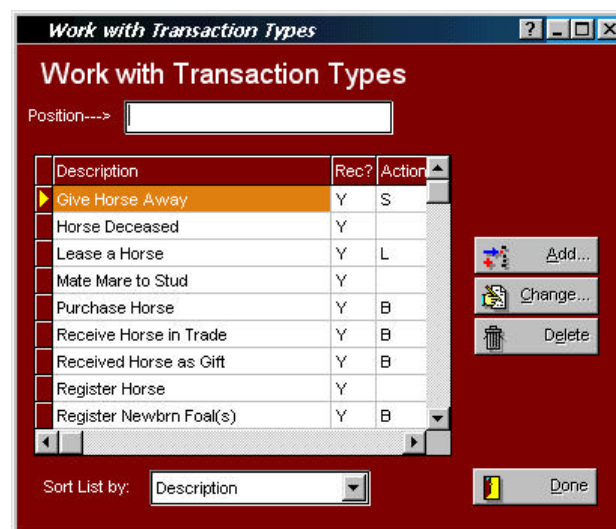 Work with Transaction Types
Work with Transaction Types
Position--->
Description Rec? Action
Give Horse Away Y S
Horse Deceased Y
Lease a Horse Y L
Mate Mare to Stud Y
Purchase Horse Y B
Receive Horse in Trade Y B
Received Horse as Gift Y B
Register Horse Y
Register Newbrn Foal(s) Y B
Add...
Change...
Delete
Sort List by: Description
Done